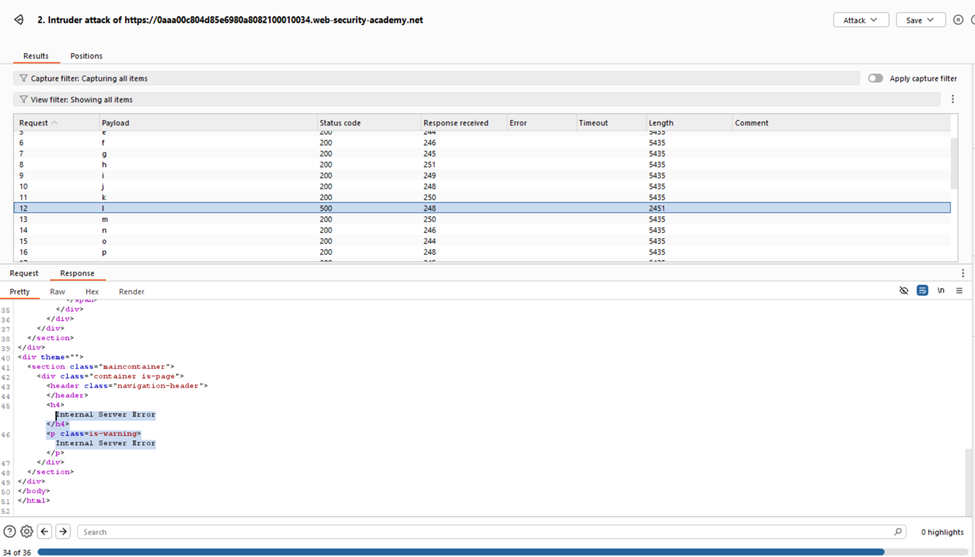 2. Intruder attack of https://0aaa00c804d85e6980a8082100010034.web-security-academy.net
Attack Save
Results Positions
Capture filter: Capturing all items Apply capture filter
View filter: Showing all items
Request Payload Status code Response received Error Timeout Length Comment
5 e 200 244 5435
6 f 200 246 5435
7 g 200 245 5435
8 h 200 251 5435
9 i 200 249 5435
10 j 200 248 5435
11 k 200 250 5435
12 l 500 248 2451
13 m 200 250 5435
14 n 200 246 5435
15 o 200 244 5435
16 p 200 248 5435
Request Response
Pretty Raw Hex Render \n
</span>
35 </div>
36 </div>
37 </div>
38 </section>
39 </div>
40 <div theme="">
41 <section class="maincontainer">
42 <div class="container is-page">
43 <header class="navigation-header">
44 </header>
45 <h4>
Internal Server Error
</h4>
46 <p class=is-warning>
Internal Server Error
</p>
47 </div>
48 </section>
49 </div>
50 </body>
51 </html>
52
Search 0 highlights
34 of 36